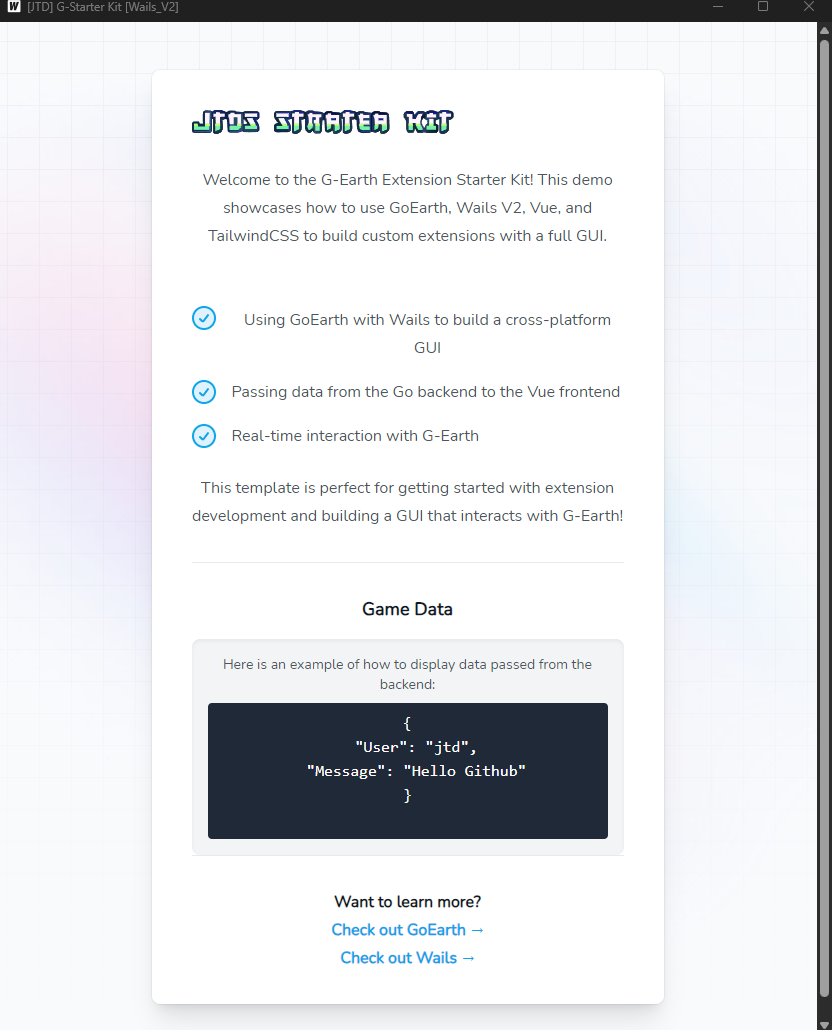 [JTD] G-Starter Kit [Wails_V2]
JTDS STRATER KIT
Welcome to the G-Earth Extension Starter Kit! This demo
showcases how to use GoEarth, Wails V2, Vue, and
TailwindCSS to build custom extensions with a full GUI.
Using GoEarth with Wails to build a cross-platform
GUI
Passing data from the Go backend to the Vue frontend
Real-time interaction with G-Earth
This template is perfect for getting started with extension
development and building a GUI that interacts with G-Earth!
Game Data
Here is an example of how to display data passed from the
backend:
{
"User": "jtd",
"Message": "Hello Github"
}
Want to learn more?
Check out GoEarth →
Check out Wails →